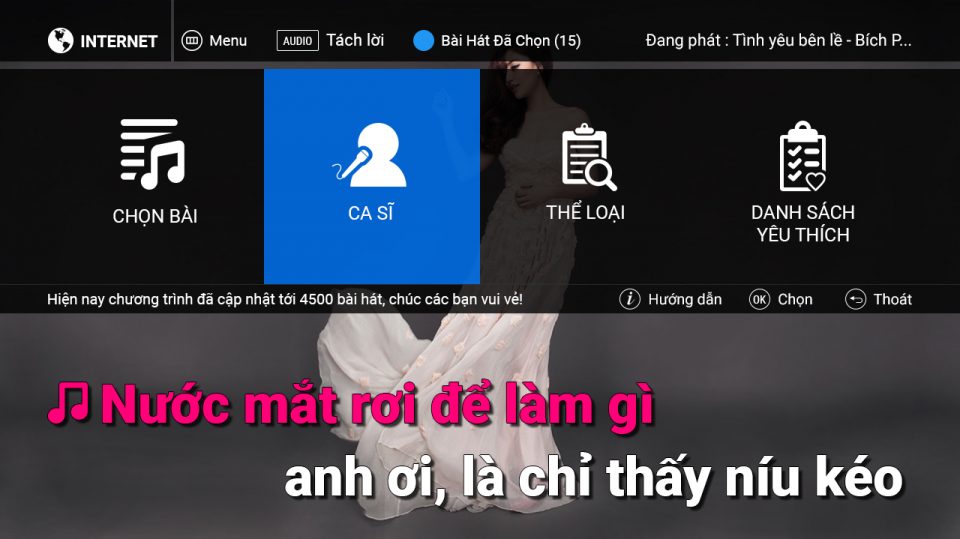 INTERNET Menu AUDIO Tách lời Bài Hát Đã Chọn (15) Đang phát : Tình yêu bên lề - Bích P...
CHỌN BÀI
CA SĨ
THỂ LOẠI
DANH SÁCH
YÊU THÍCH
Hiện nay chương trình đã cập nhật tới 4500 bài hát, chúc các bạn vui vẻ! i Hướng dẫn OK Chọn Thoát
Nước mắt rơi để làm gì
anh ơi, là chỉ thấy níu kéo